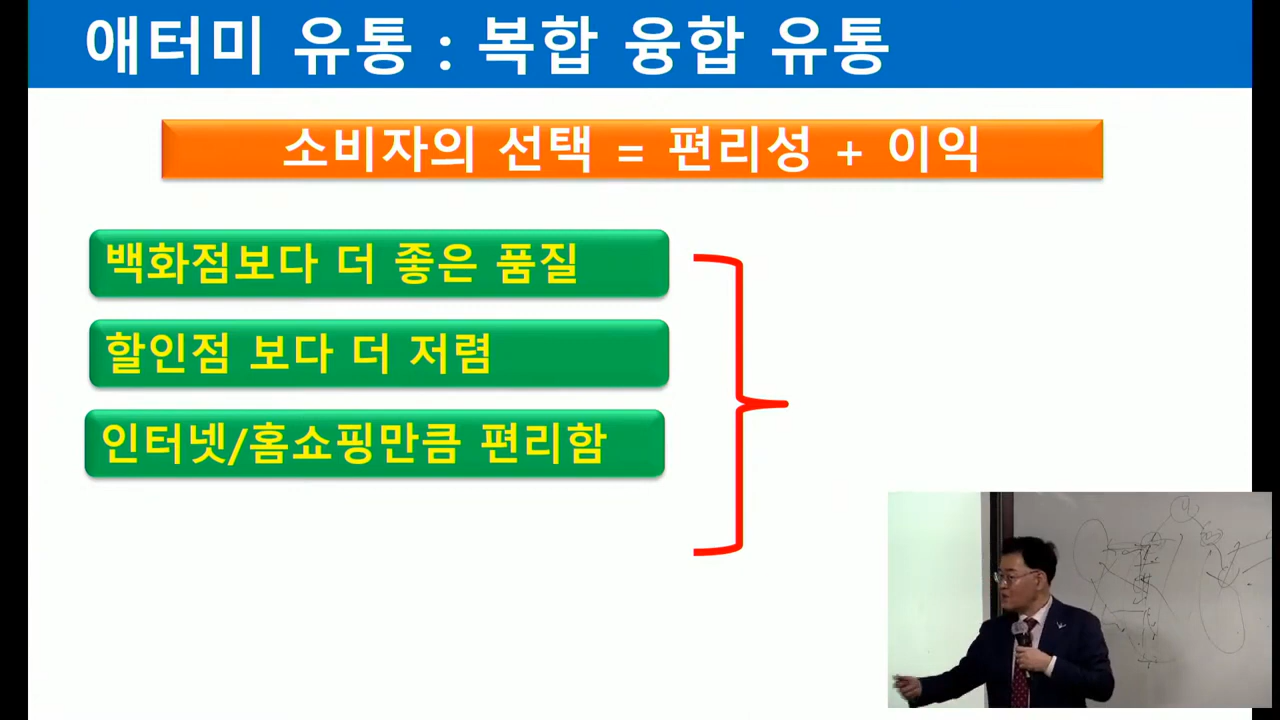 애터미 유통 : 복합 융합 유통
소비자의 선택 = 편리성 + 이익
백화점보다 더 좋은 품질
할인점 보다 더 저렴
인터넷/홈쇼핑만큼 편리함